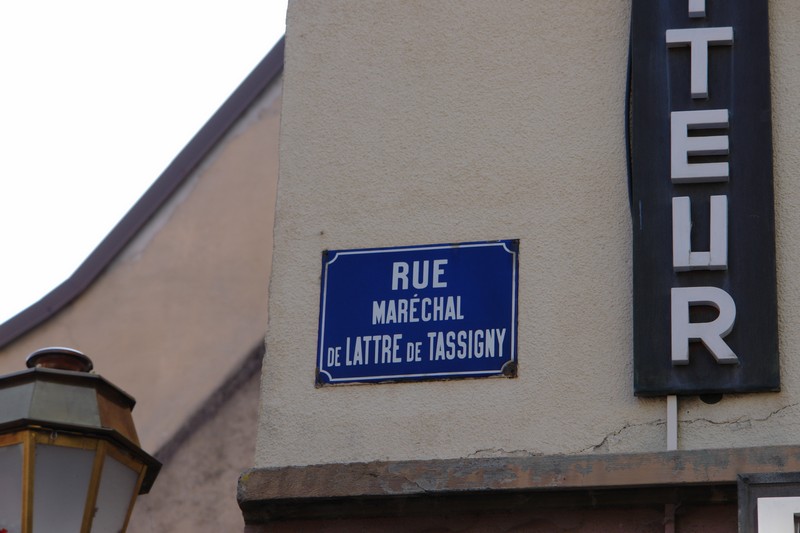 RUE
MARÉCHAL
DE LATTRE DE TASSIGNY
TEUR